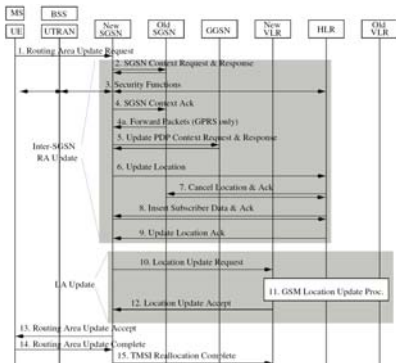 MS
BSS
New
SGSN
Old
SGSN
GGSN
New
VLR
HLR
Old
VLR
UE
UTRAN
1. Routing Area Update Request
2. SGSN Context Request & Response
3. Security Functions
4. SGSN Context Ack
4a. Forward Packets (GPRS only)
5. Update PDP Context Request & Response
Inter-SGSN
RA Update
6. Update Location
7. Cancel Location & Ack
8. Insert Subscriber Data & Ack
9. Update Location Ack
10. Location Update Request
LA Update
11. GSM Location Update Proc.
12. Location Update Accept
13. Routing Area Update Accept
14. Routing Area Update Complete
15. TMSI Reallocation Complete